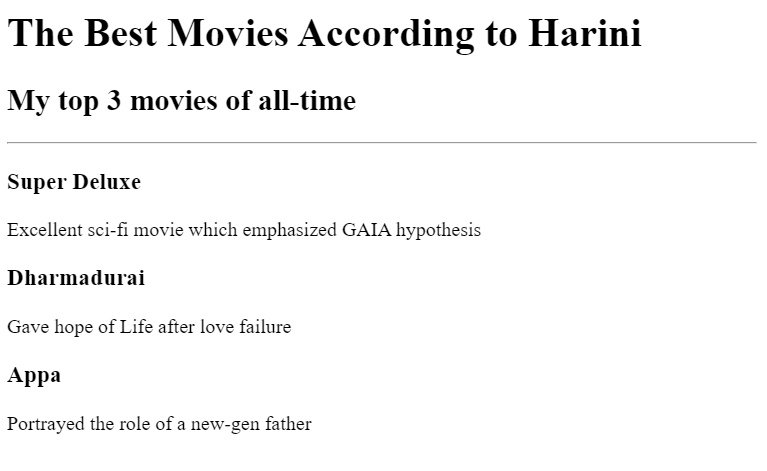 The Best Movies According to Harini
My top 3 movies of all-time
Super Deluxe
Excellent sci-fi movie which emphasized GAIA hypothesis
Dharmadurai
Gave hope of Life after love failure
Appa
Portrayed the role of a new-gen father